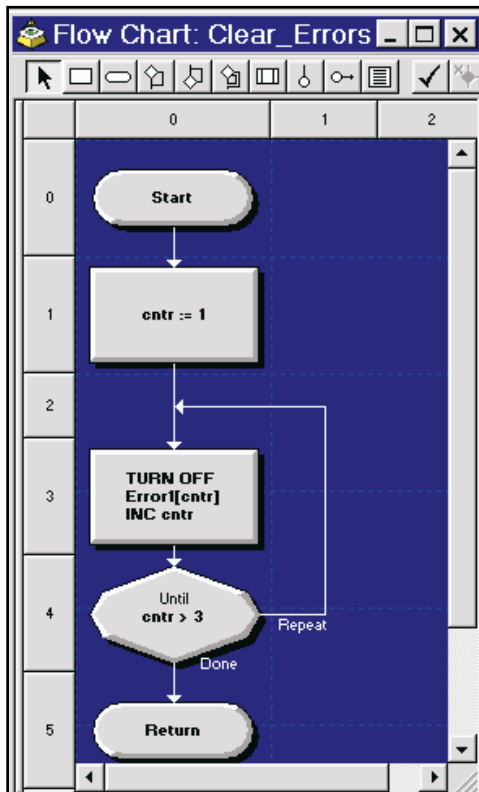 Flow Chart: Clear_Errors
0 1 2
0
Start
1
cntr := 1
2
3
TURN OFF
Error1[cntr]
INC cntr
4
Until
cntr > 3
Repeat
Done
5
Return